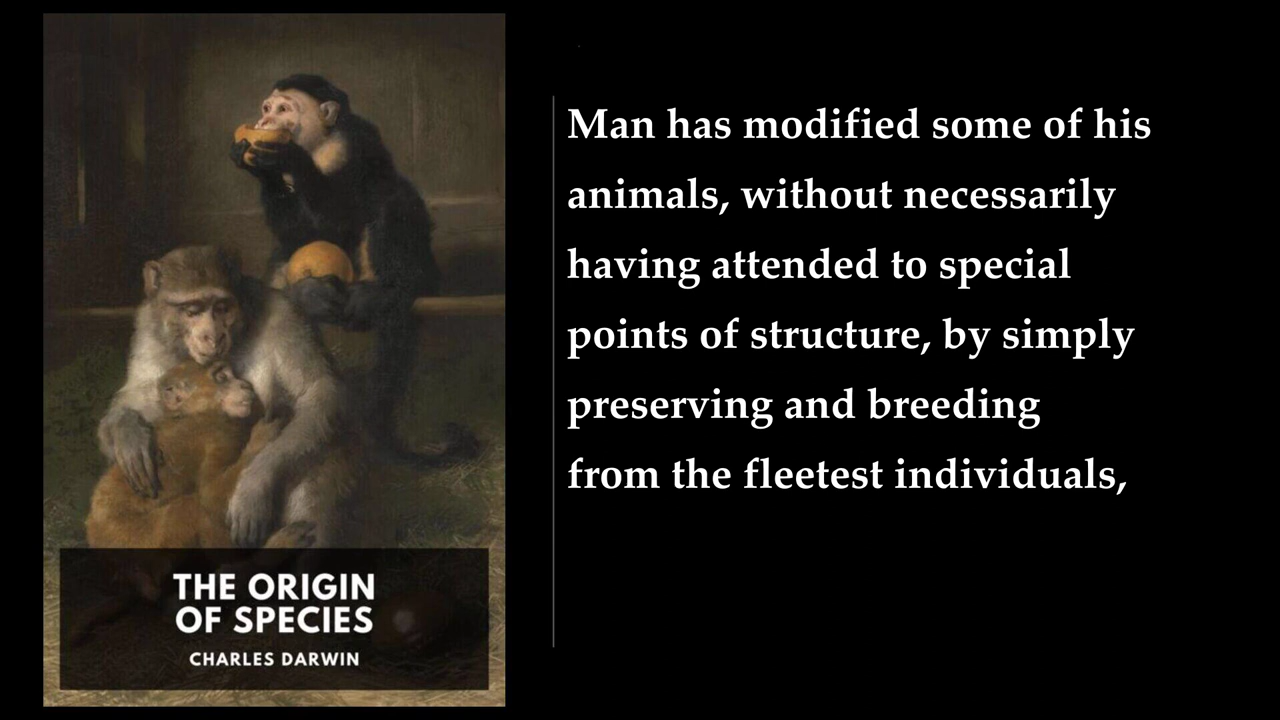 THE ORIGIN
OF SPECIES
CHARLES DARWIN
Man has modified some of his
animals, without necessarily
having attended to special
points of structure, by simply
preserving and breeding
from the fleetest individuals,